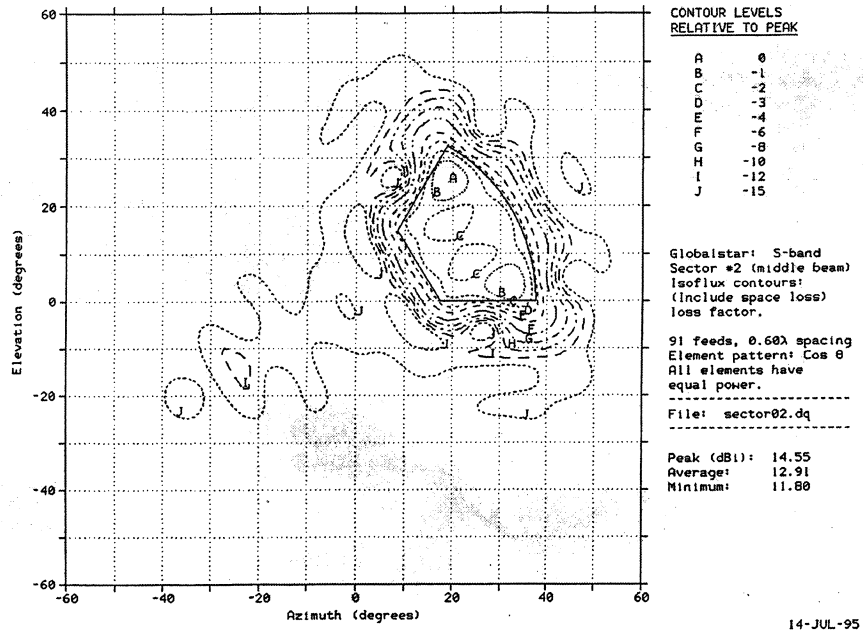 CONTOUR LEVELS
RELATIVE TO PEAK
A 0
B -1
C -2
D -3
E -4
F -6
G -8
H -10
I -12
J -15
Globalstar: S-band
Sector #2 (middle beam)
Isoflux contours:
(Include space loss)
loss factor.
91 feeds, 0.60λ spacing
Element pattern: Cos θ
All elements have
equal power.
File: sector02.dq
Peak (dBi): 14.55
Average: 12.91
Minimum: 11.80
14-JUL-95
Elevation (degrees)
60
40
20
0
-20
-40
-60
-60
-40
-20
0
20
40
60
Azimuth (degrees)
A
B
C
C
B
D
F
E
G
H
I
J
J
J
J
J
J
J
I